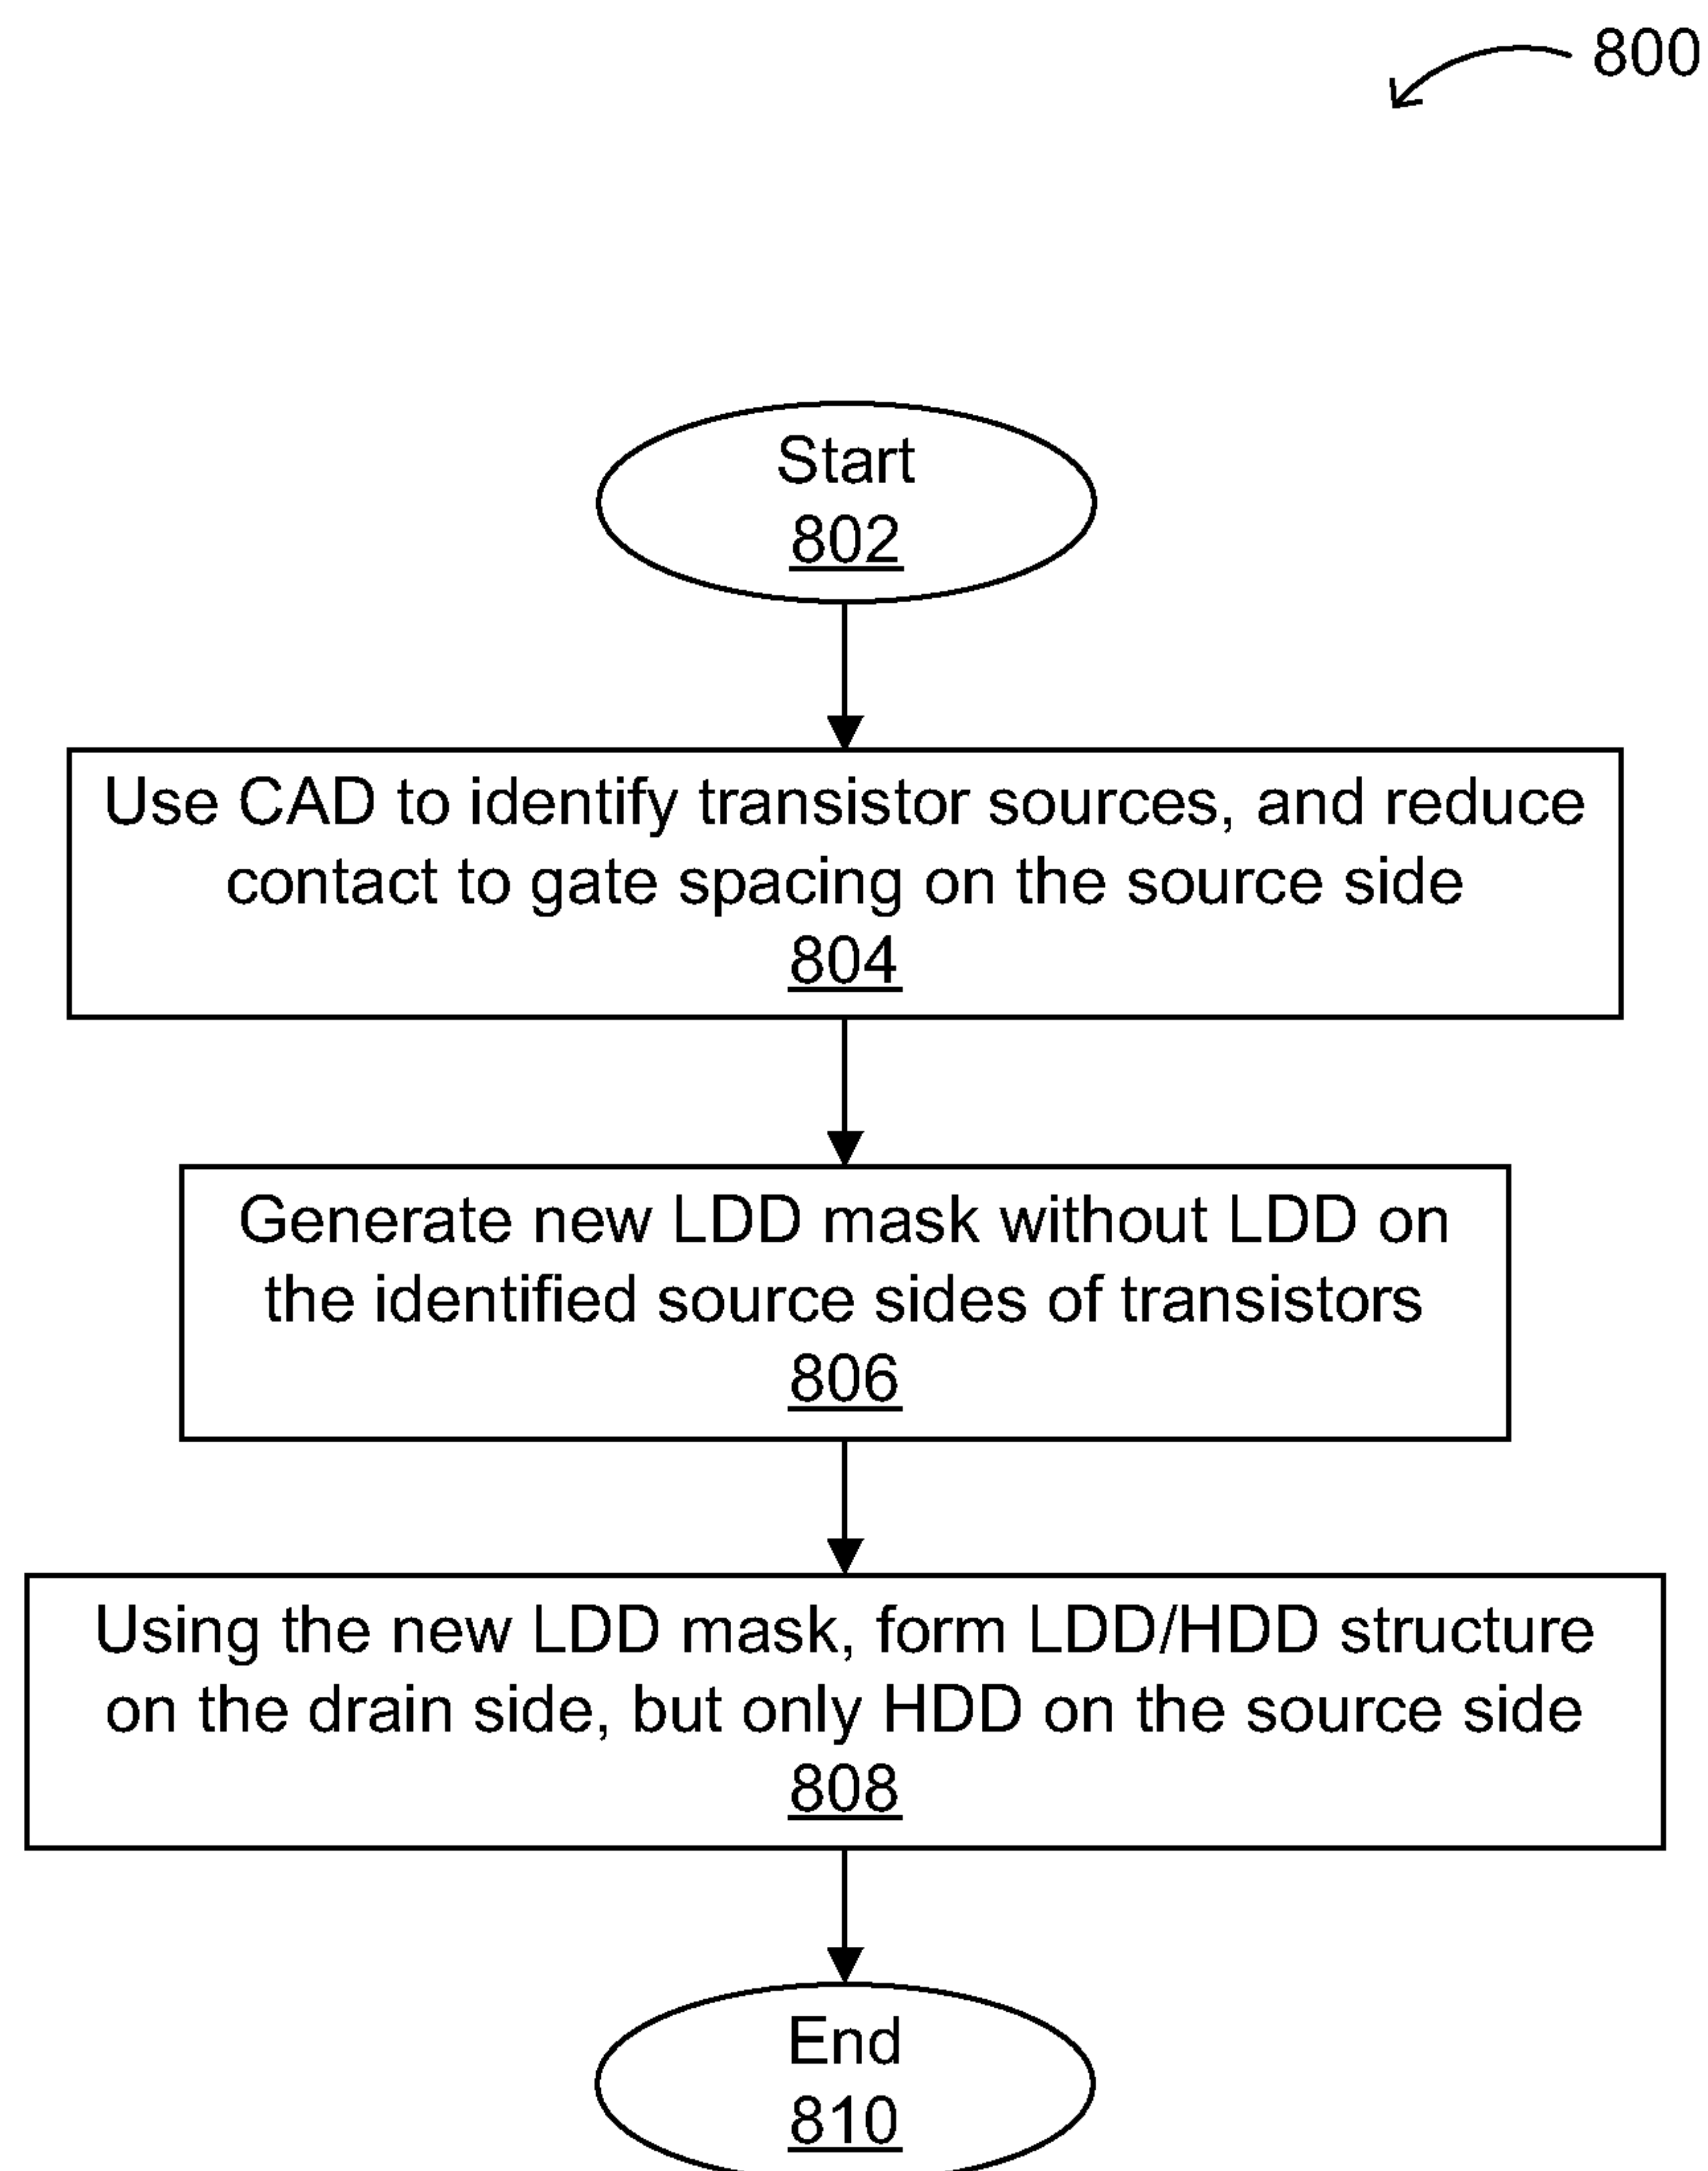 800
Start
802
Use CAD to identify transistor sources, and reduce
contact to gate spacing on the source side
804
Generate new LDD mask without LDD on
the identified source sides of transistors
806
Using the new LDD mask, form LDD/HDD structure
on the drain side, but only HDD on the source side
808
End
810